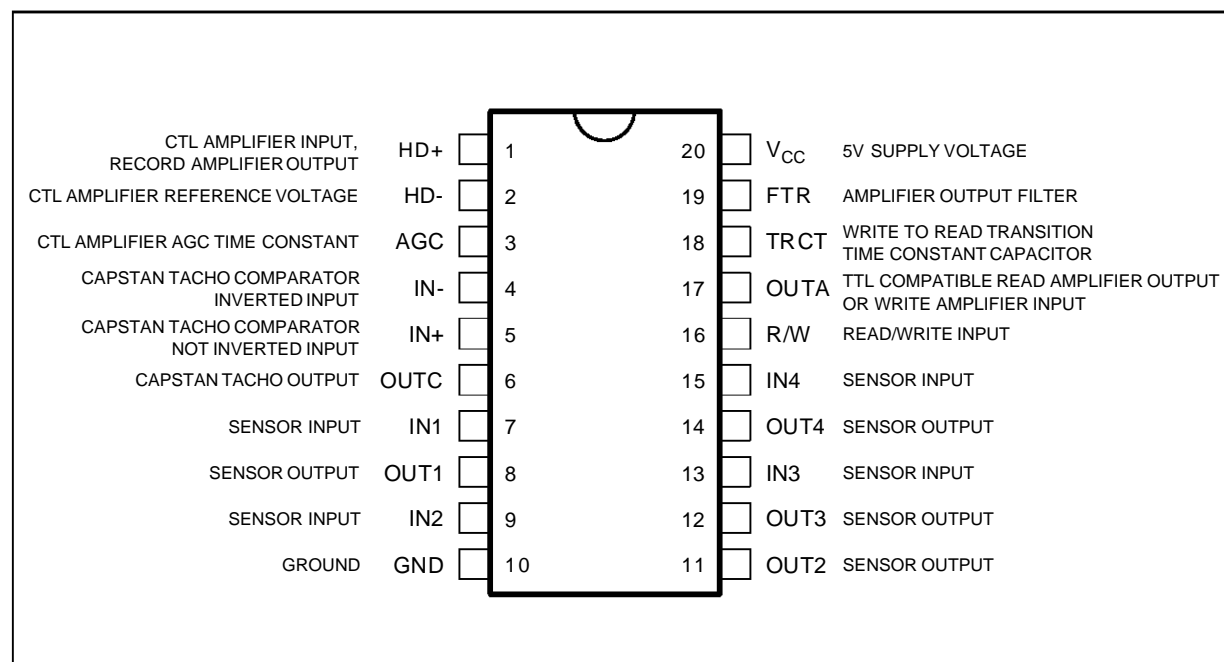 CTL AMPLIFIER INPUT,
RECORD AMPLIFIER OUTPUT
HD+
1
20
VCC
5V SUPPLY VOLTAGE
CTL AMPLIFIER REFERENCE VOLTAGE
HD-
2
19
FTR
AMPLIFIER OUTPUT FILTER
CTL AMPLIFIER AGC TIME CONSTANT
AGC
3
18
TRCT
WRITE TO READ TRANSITION
TIME CONSTANT CAPACITOR
CAPSTAN TACHO COMPARATOR
INVERTED INPUT
IN-
4
17
OUTA
TTL COMPATIBLE READ AMPLIFIER OUTPUT
OR WRITE AMPLIFIER INPUT
CAPSTAN TACHO COMPARATOR
NOT INVERTED INPUT
IN+
5
16
R/W
READ/WRITE INPUT
CAPSTAN TACHO OUTPUT
OUTC
6
15
IN4
SENSOR INPUT
SENSOR INPUT
IN1
7
14
OUT4
SENSOR OUTPUT
SENSOR OUTPUT
OUT1
8
13
IN3
SENSOR INPUT
SENSOR INPUT
IN2
9
12
OUT3
SENSOR OUTPUT
GROUND
GND
10
11
OUT2
SENSOR OUTPUT